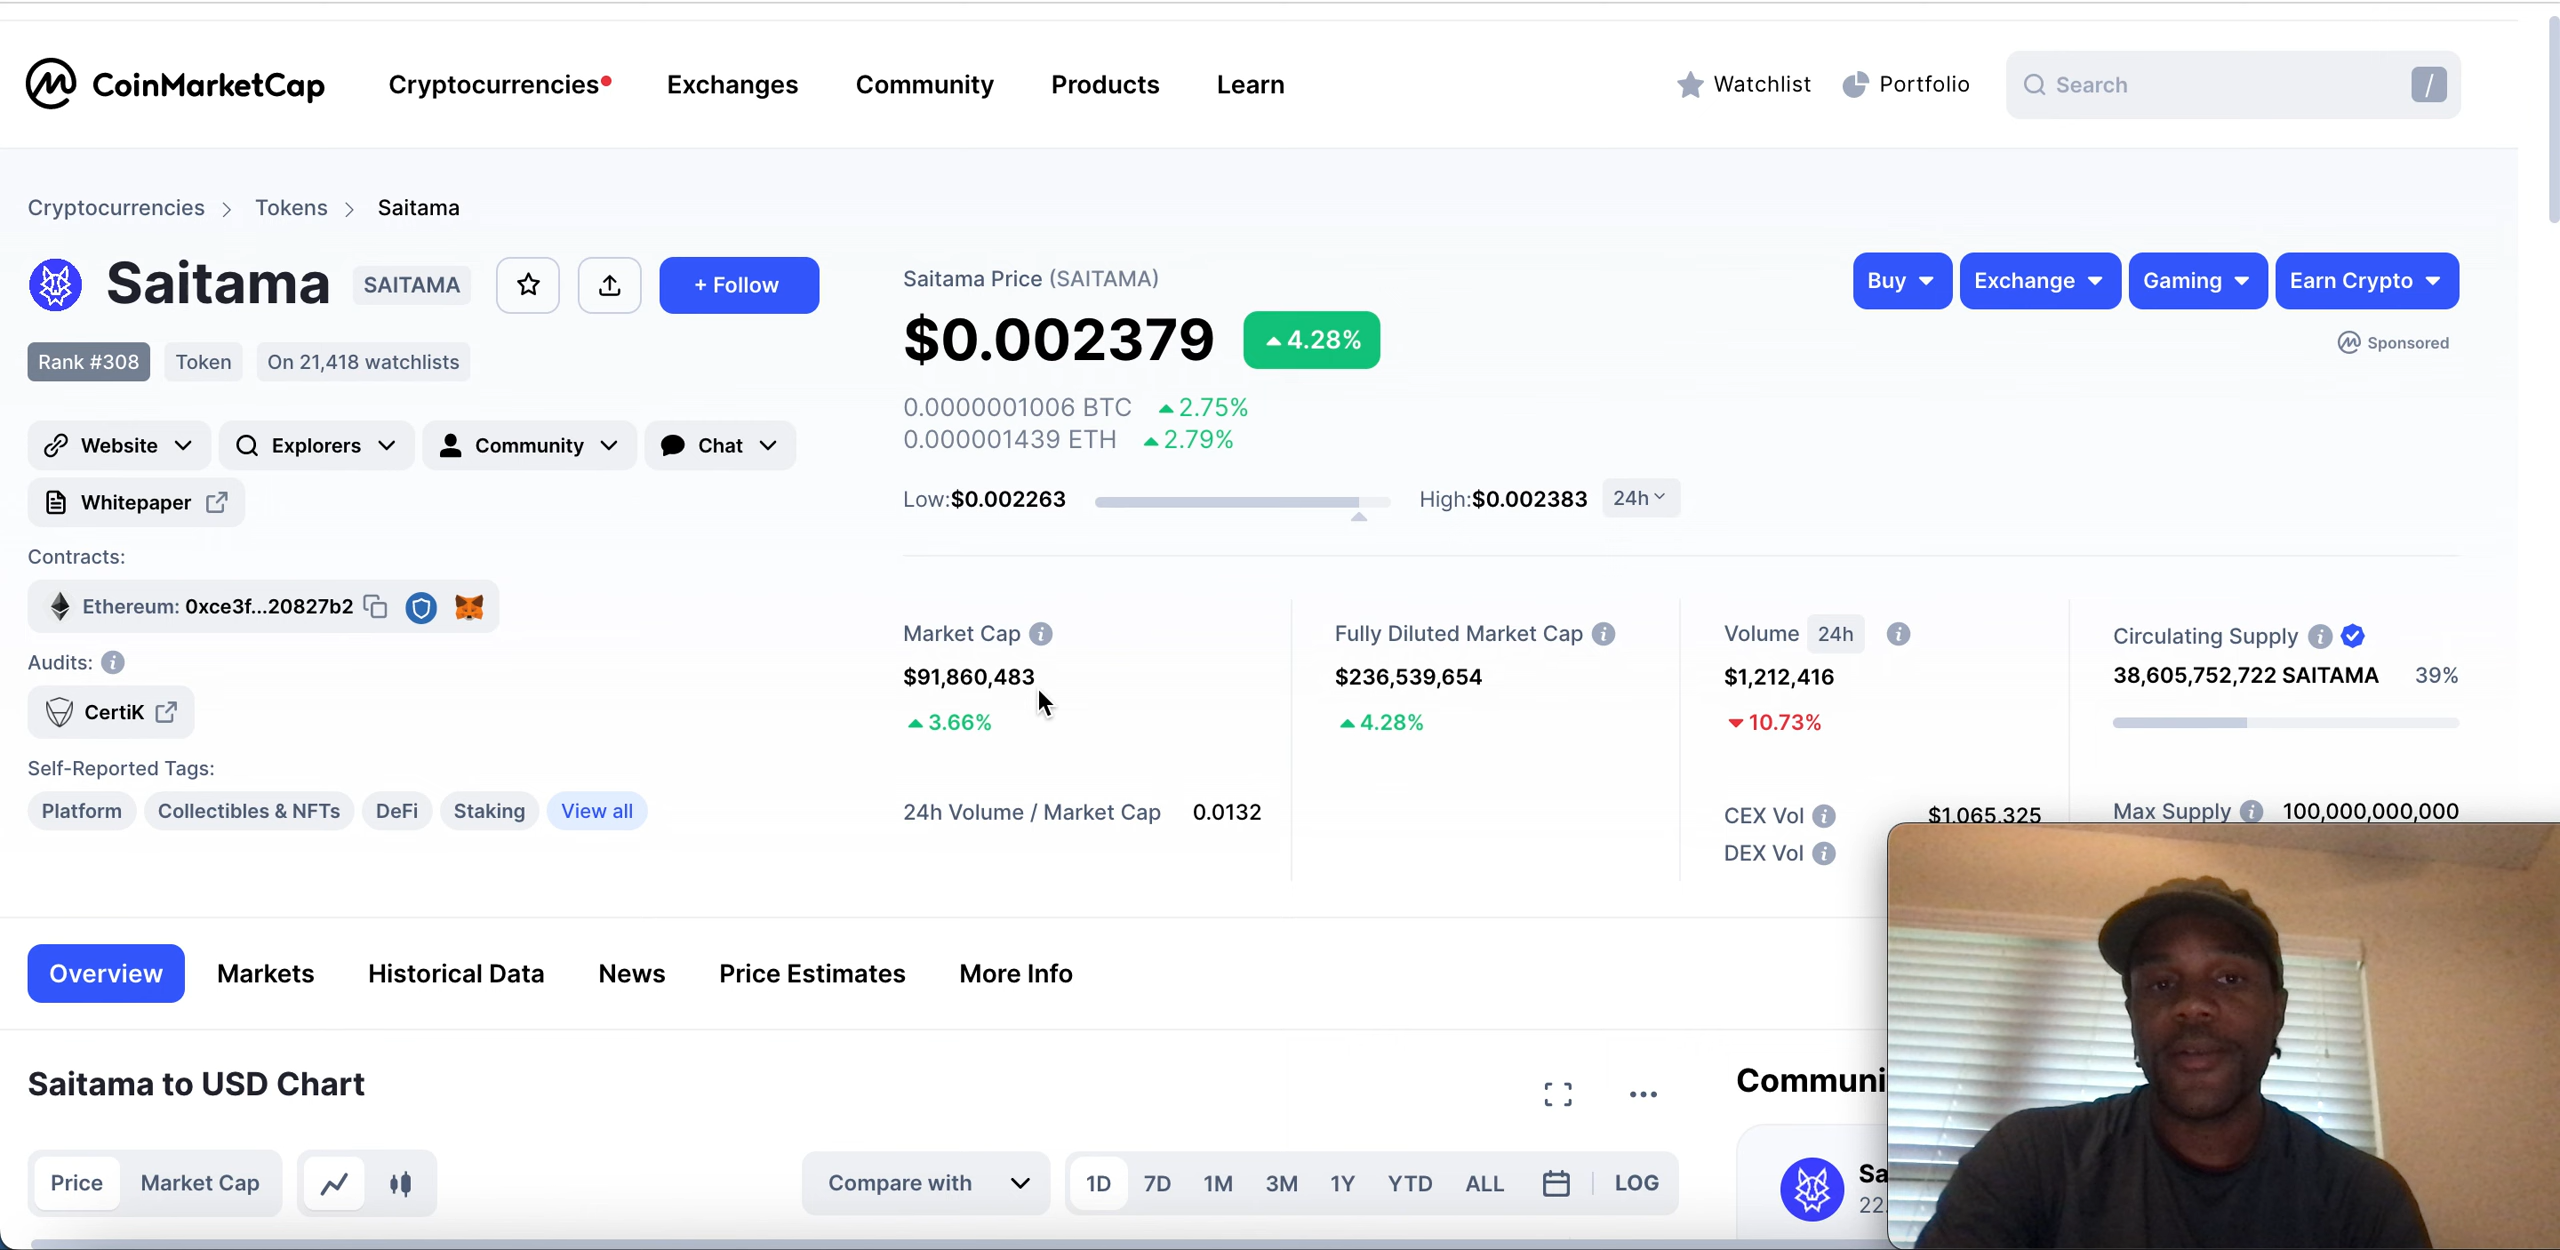 CoinMarketCap Cryptocurrencies Exchanges Community Products Learn Watchlist Portfolio Search /
Cryptocurrencies > Tokens > Saitama
Saitama SAITAMA + Follow
Rank #308 Token On 21,418 watchlists
Website Explorers Community Chat
Whitepaper
Contracts:
Ethereum: 0xce3f...20827b2
Audits:
CertiK
Self-Reported Tags:
Platform Collectibles & NFTs DeFi Staking View all
Saitama Price (SAITAMA)
$0.002379 4.28%
0.0000001006 BTC 2.75%
0.000001439 ETH 2.79%
Low:$0.002263 High:$0.002383 24h
Buy Exchange Gaming Earn Crypto
Sponsored
Market Cap
$91,860,483
3.66%
24h Volume / Market Cap 0.0132
Fully Diluted Market Cap
$236,539,654
4.28%
Volume 24h
$1,212,416
10.73%
CEX Vol $1,065,325
DEX Vol
Circulating Supply
38,605,752,722 SAITAMA 39%
Max Supply 100,000,000,000
Overview Markets Historical Data News Price Estimates More Info
Saitama to USD Chart
Price Market Cap
Compare with 1D 7D 1M 3M 1Y YTD ALL LOG
Communi
Sa
22.